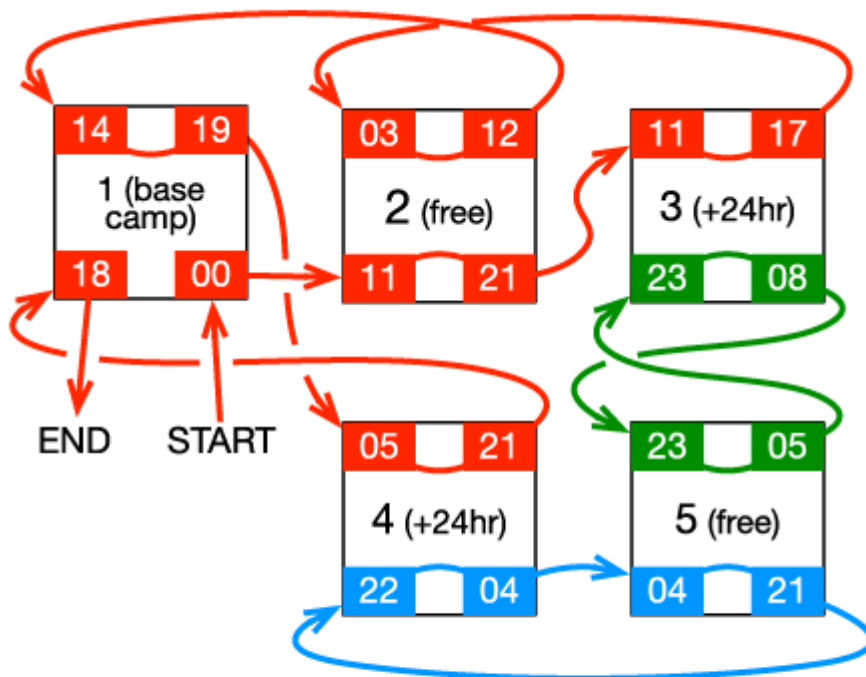 14 19
1 (base
camp)
18 00
03 12
2 (free)
11 21
11 17
3 (+24hr)
23 08
END START
05 21
4 (+24hr)
22 04
23 05
5 (free)
04 21